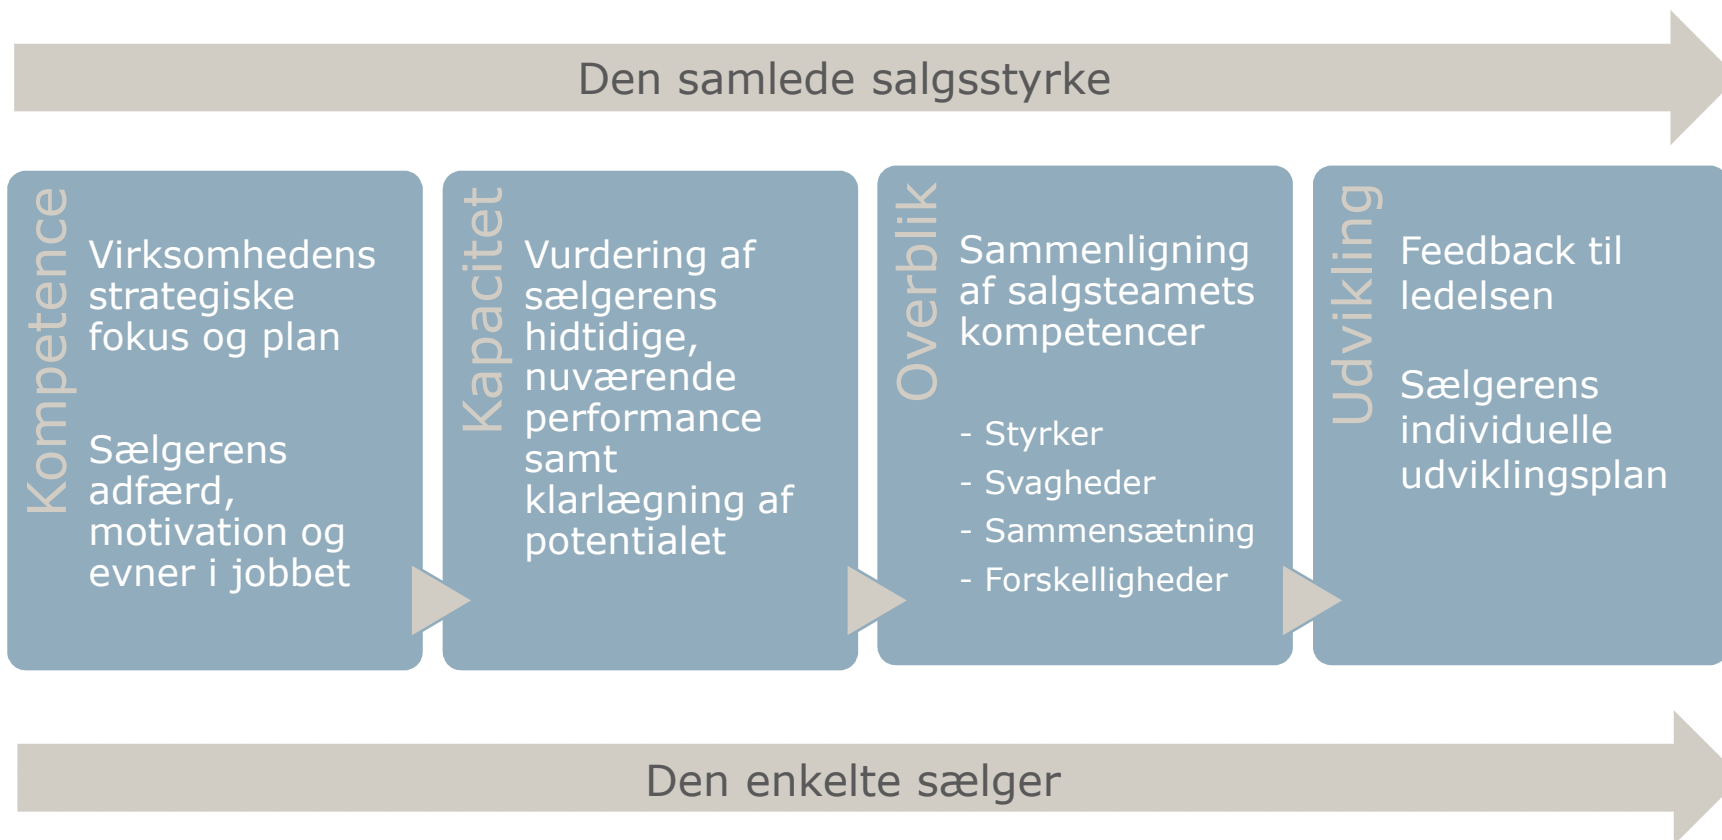 Den samlede salgsstyrke
Kompetence
Virksomhedens
strategiske
fokus og plan
Sælgerens
adfærd,
motivation og
evner i jobbet
Kapacitet
Vurdering af
sælgerens
hidtidige,
nuværende
performance
samt
klarlægning af
potentialet
Overblik
Sammenligning
af salgsteamets
kompetencer
- Styrker
- Svagheder
- Sammensætning
- Forskelligheder
Udvikling
Feedback til
ledelsen
Sælgerens
individuelle
udviklingsplan
Den enkelte sælger